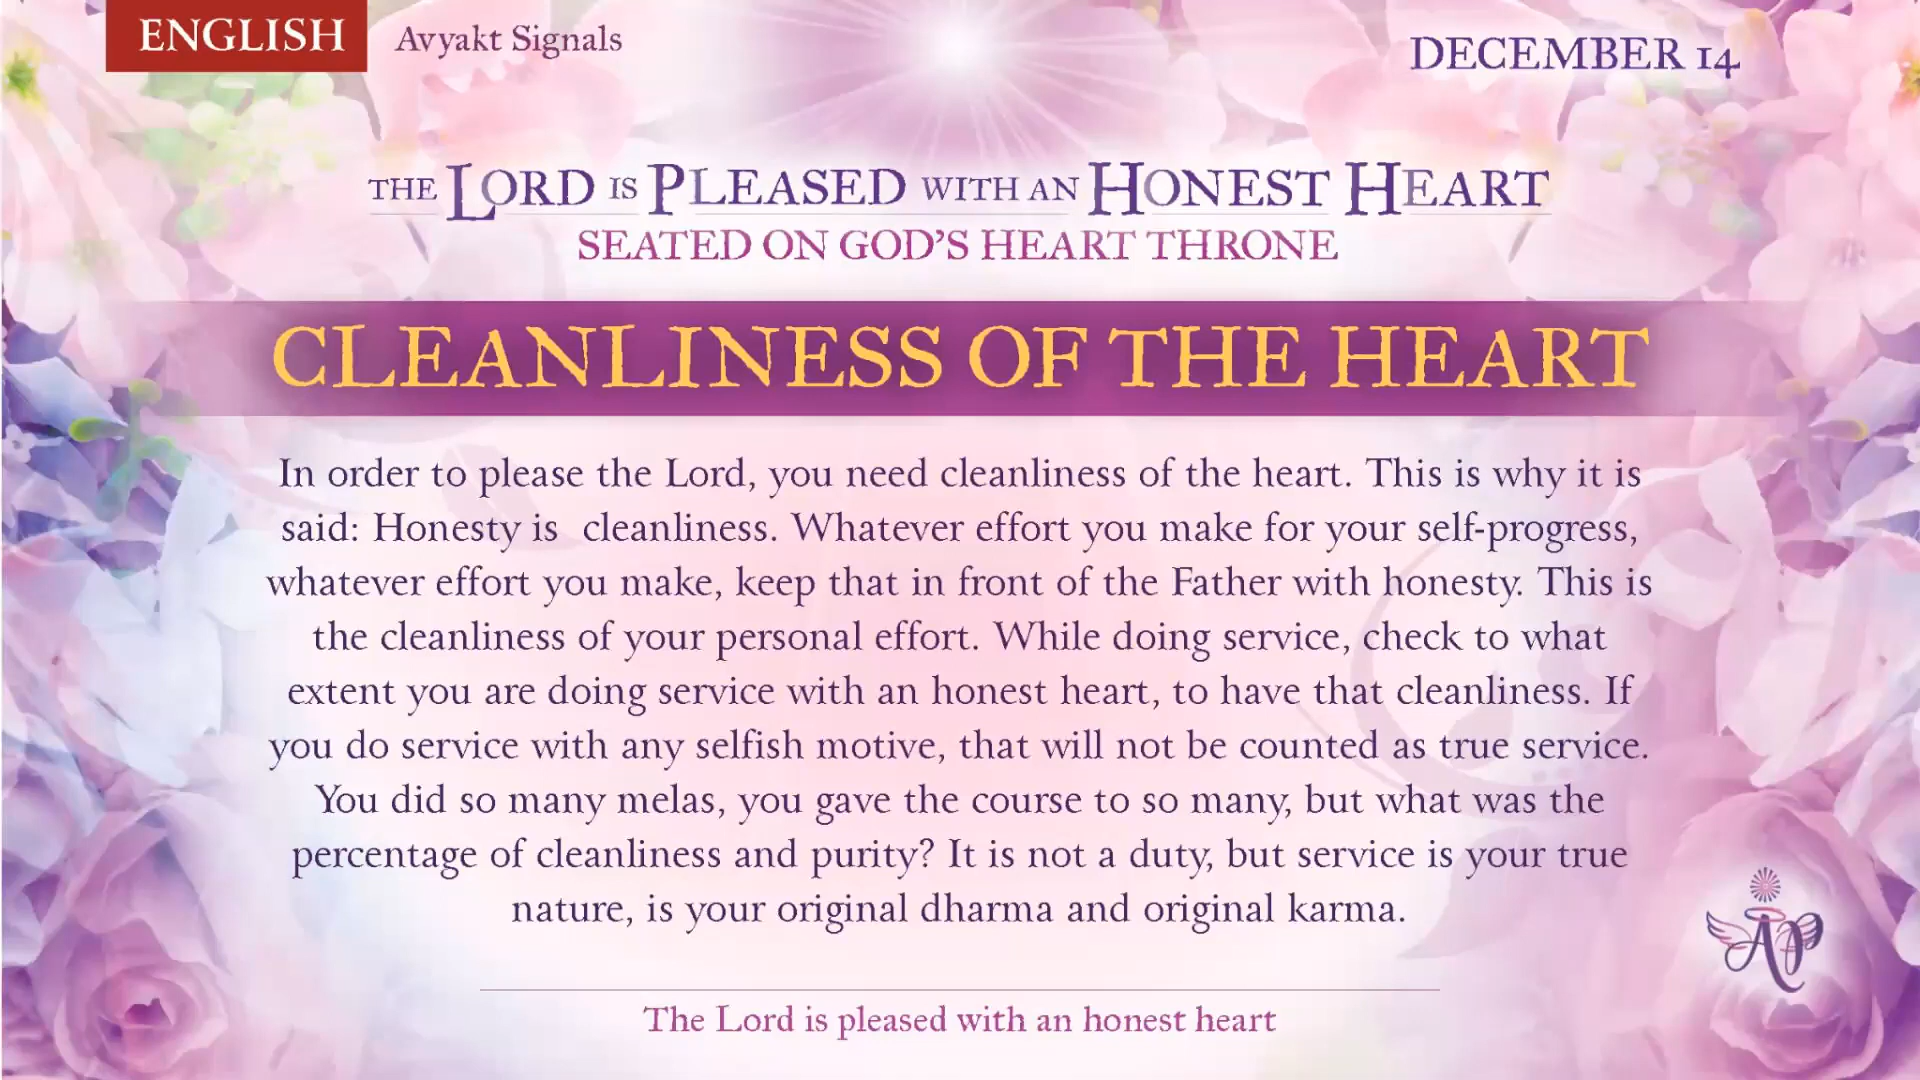 ENGLISH
Avyakt Signals
DECEMBER 14
THE LORD IS PLEASED WITH AN HONEST HEART
SEATED ON GOD'S HEART THRONE
CLEANLINESS OF THE HEART
In order to please the Lord, you need cleanliness of the heart. This is why it is
said: Honesty is  cleanliness. Whatever effort you make for your self-progress,
whatever effort you make, keep that in front of the Father with honesty. This is
the cleanliness of your personal effort. While doing service, check to what
extent you are doing service with an honest heart, to have that cleanliness. If
you do service with any selfish motive, that will not be counted as true service.
You did so many melas, you gave the course to so many, but what was the
percentage of cleanliness and purity? It is not a duty, but service is your true
nature, is your original dharma and original karma.
AP
The Lord is pleased with an honest heart